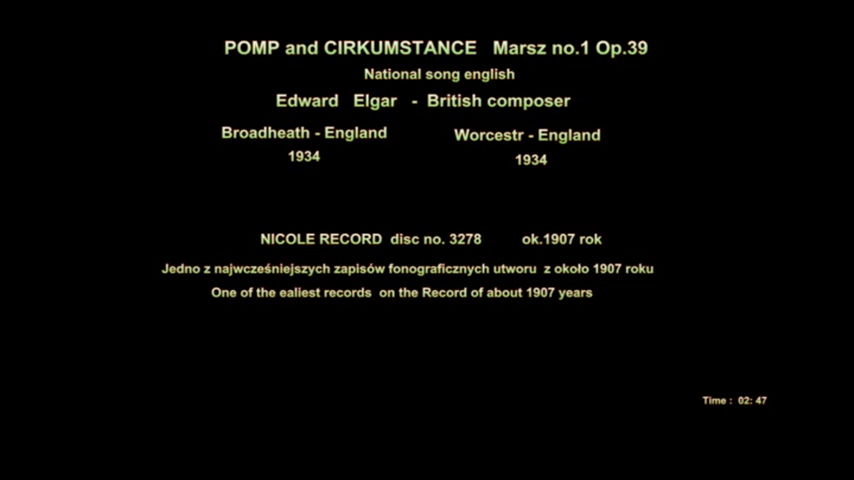 POMP and CIRKUMSTANCE Marsz no.1 Op.39
National song english
Edward Elgar - British composer
Broadheath - England Worcestr - England
1934 1934
NICOLE RECORD disc no. 3278 ok.1907 rok
Jedno z najwcześniejszych zapisów fonograficznych utworu z około 1907 roku
One of the ealiest records on the Record of about 1907 years
Time : 02: 47